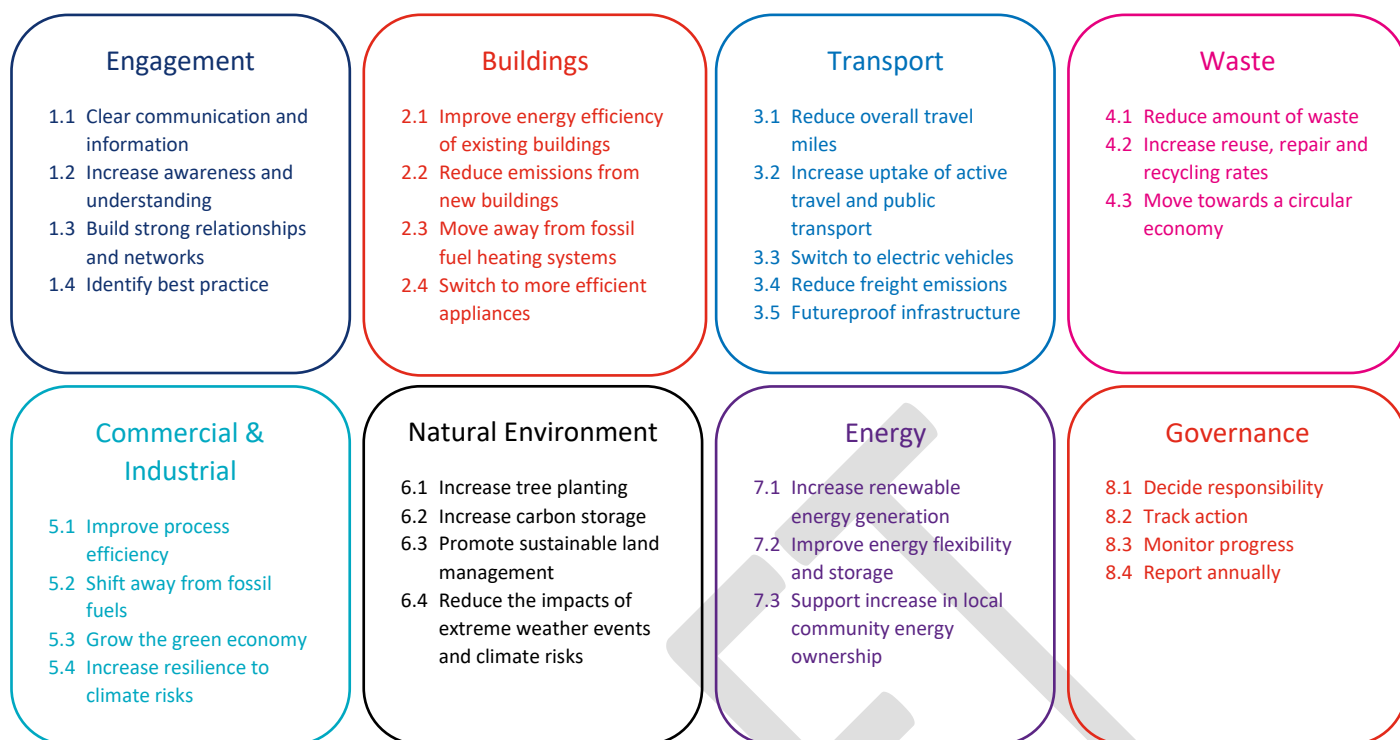 Engagement
1.1 Clear communication and
information
1.2 Increase awareness and
understanding
1.3 Build strong relationships
and networks
1.4 Identify best practice
Buildings
2.1 Improve energy efficiency
of existing buildings
2.2 Reduce emissions from
new buildings
2.3 Move away from fossil
fuel heating systems
2.4 Switch to more efficient
appliances
Transport
3.1 Reduce overall travel
miles
3.2 Increase uptake of active
travel and public
transport
3.3 Switch to electric vehicles
3.4 Reduce freight emissions
3.5 Futureproof infrastructure
Waste
4.1 Reduce amount of waste
4.2 Increase reuse, repair and
recycling rates
4.3 Move towards a circular
economy
Commercial &
Industrial
5.1 Improve process
efficiency
5.2 Shift away from fossil
fuels
5.3 Grow the green economy
5.4 Increase resilience to
climate risks
Natural Environment
6.1 Increase tree planting
6.2 Increase carbon storage
6.3 Promote sustainable land
management
6.4 Reduce the impacts of
extreme weather events
and climate risks
Energy
7.1 Increase renewable
energy generation
7.2 Improve energy flexibility
and storage
7.3 Support increase in local
community energy
ownership
Governance
8.1 Decide responsibility
8.2 Track action
8.3 Monitor progress
8.4 Report annually